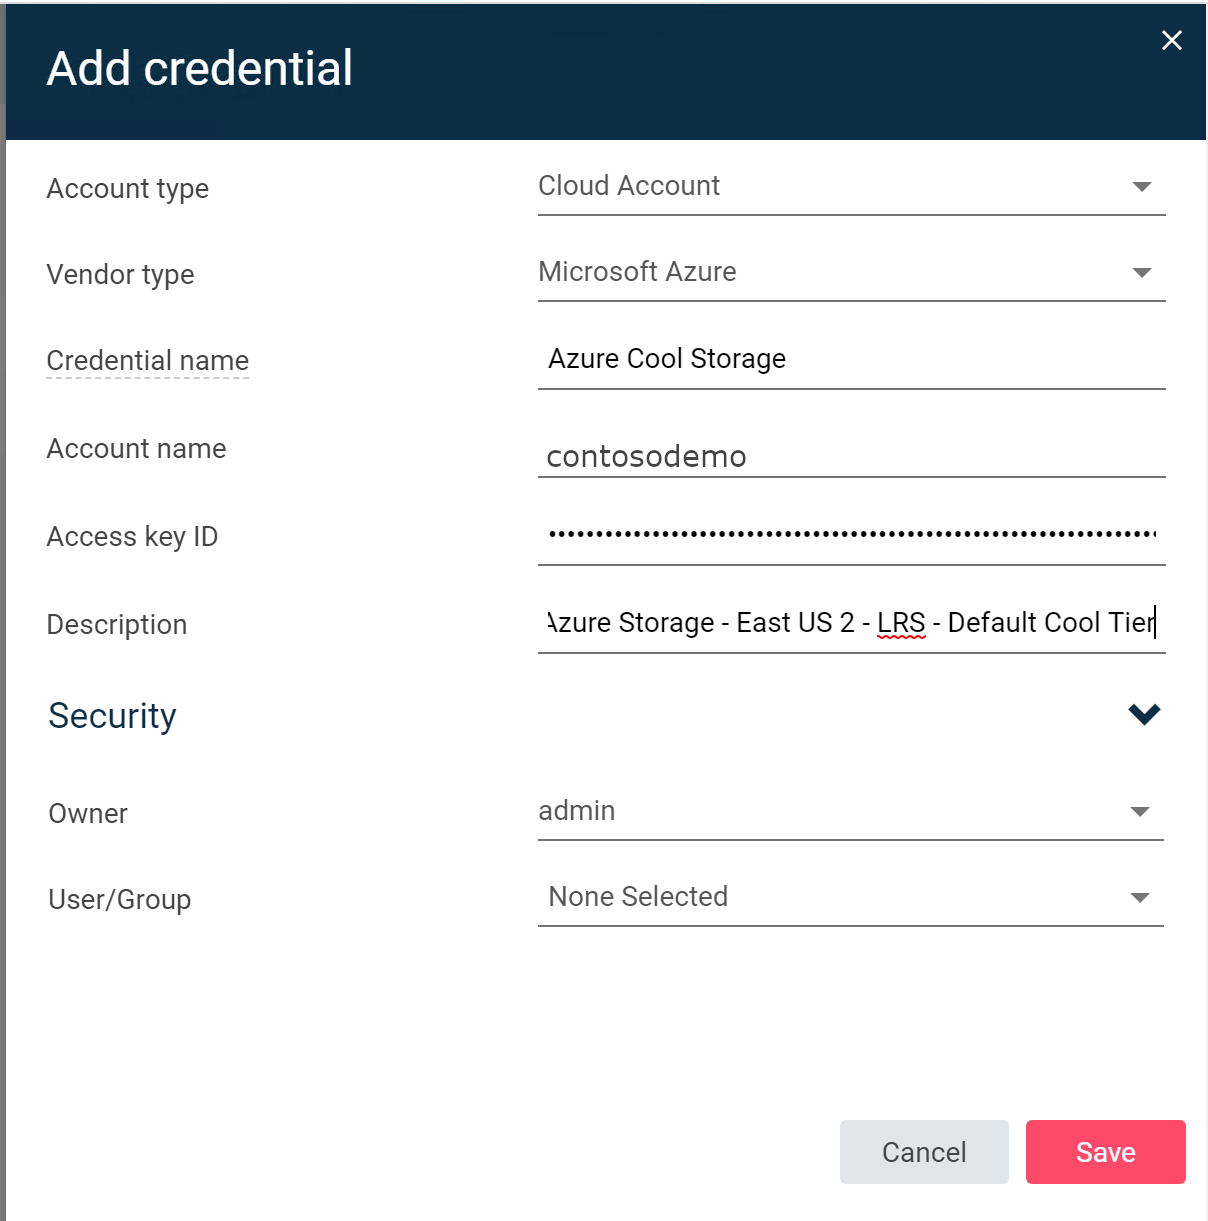 Add credential
Account type Cloud Account
Vendor type Microsoft Azure
Credential name Azure Cool Storage
Account name contosodemo
Access key ID ••••••••••••••••••••••••••••••••••••••••••••••••••••••••••••••••
Description Azure Storage - East US 2 - LRS - Default Cool Tier
Security
Owner admin
User/Group None Selected
Cancel Save